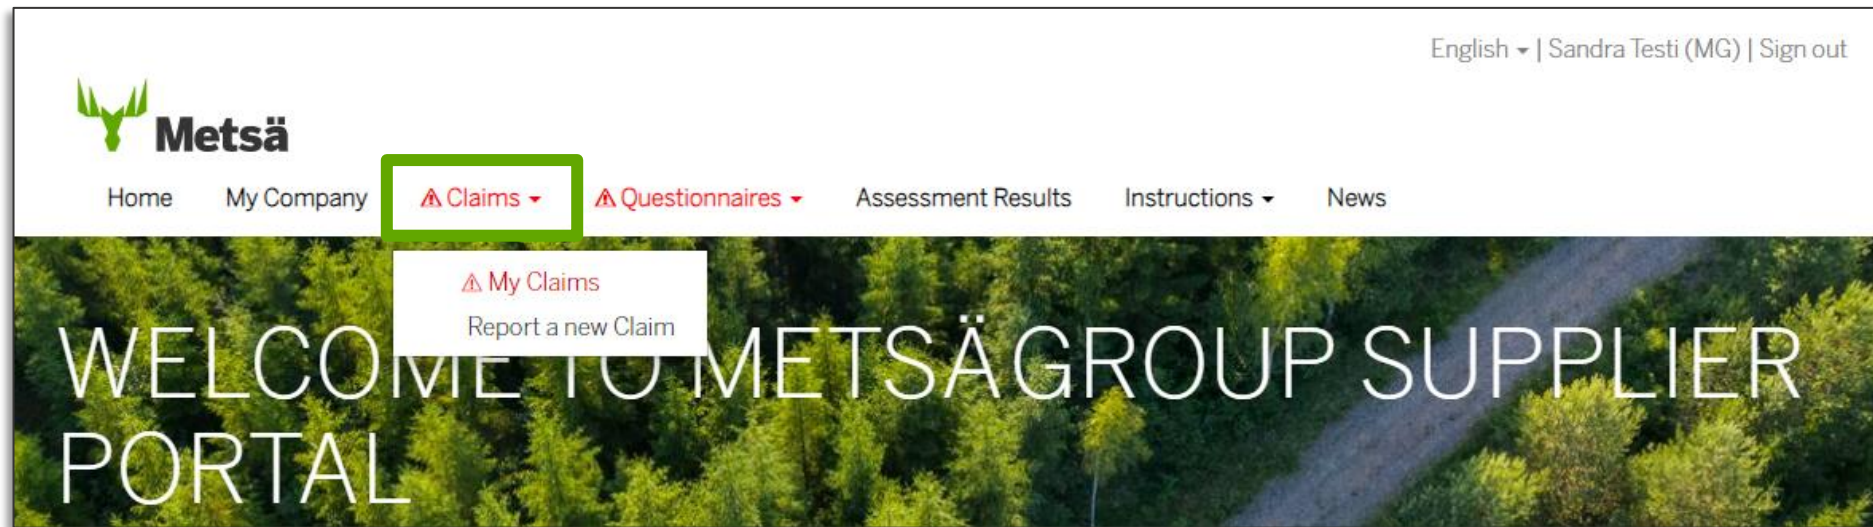 English | Sandra Testi (MG) | Sign out
Metsä
Home My Company Claims Questionnaires Assessment Results Instructions News
My Claims
Report a new Claim
WELCOME TO METSÄGROUP SUPPLIER
PORTAL